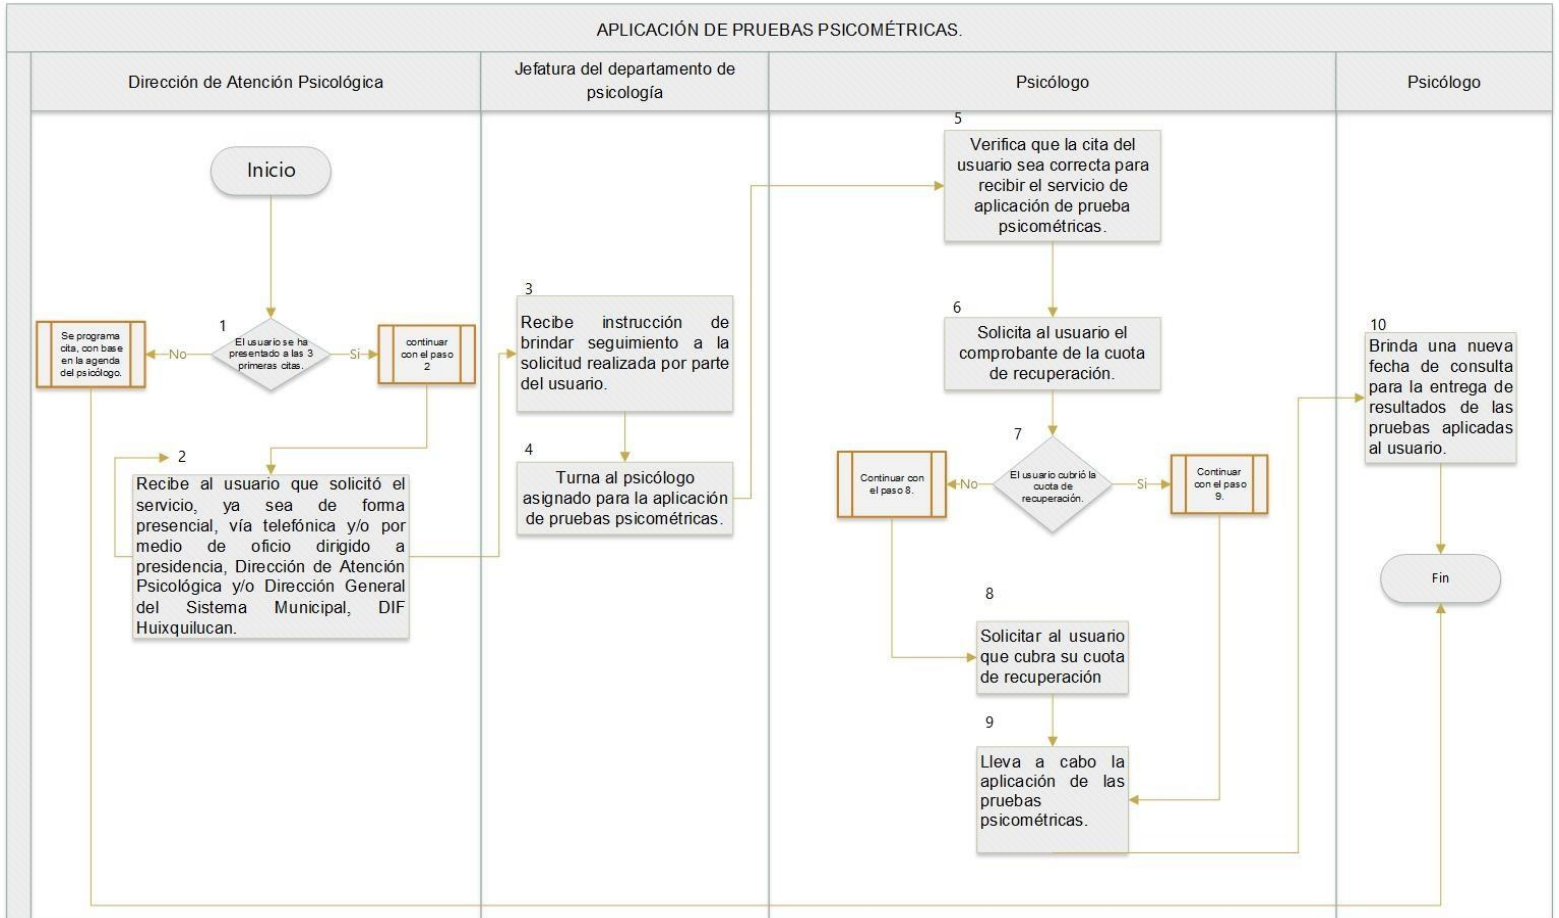 APLICACIÓN DE PRUEBAS PSICOMÉTRICAS.
Dirección de Atención Psicológica
Jefatura del departamento de
psicología
Psicólogo
Psicólogo
Inicio
1
El usuario se ha
presentado a las 3
primeras citas.
No
Si
Se programa
cita, con base
en la agenda
del psicólogo.
continuar
con el paso
2
2
Recibe al usuario que solicitó el
servicio, ya sea de forma
presencial, vía telefónica y/o por
medio de oficio dirigido a
presidencia, Dirección de Atención
Psicológica y/o Dirección General
del Sistema Municipal, DIF
Huixquilucan.
3
Recibe instrucción de
brindar seguimiento a la
solicitud realizada por parte
del usuario.
4
Turna al psicólogo
asignado para la aplicación
de pruebas psicométricas.
5
Verifica que la cita del
usuario sea correcta para
recibir el servicio de
aplicación de prueba
psicométricas.
6
Solicita al usuario el
comprobante de la cuota
de recuperación.
7
El usuario cubrió la
cuota de
recuperación.
No
Si
Continuar con
el paso 8.
Continuar
con el paso
9.
8
Solicitar al usuario
que cubra su cuota
de recuperación
9
Lleva a cabo la
aplicación de las
pruebas
psicométricas.
10
Brinda una nueva
fecha de consulta
para la entrega de
resultados de las
pruebas aplicadas
al usuario.
Fin